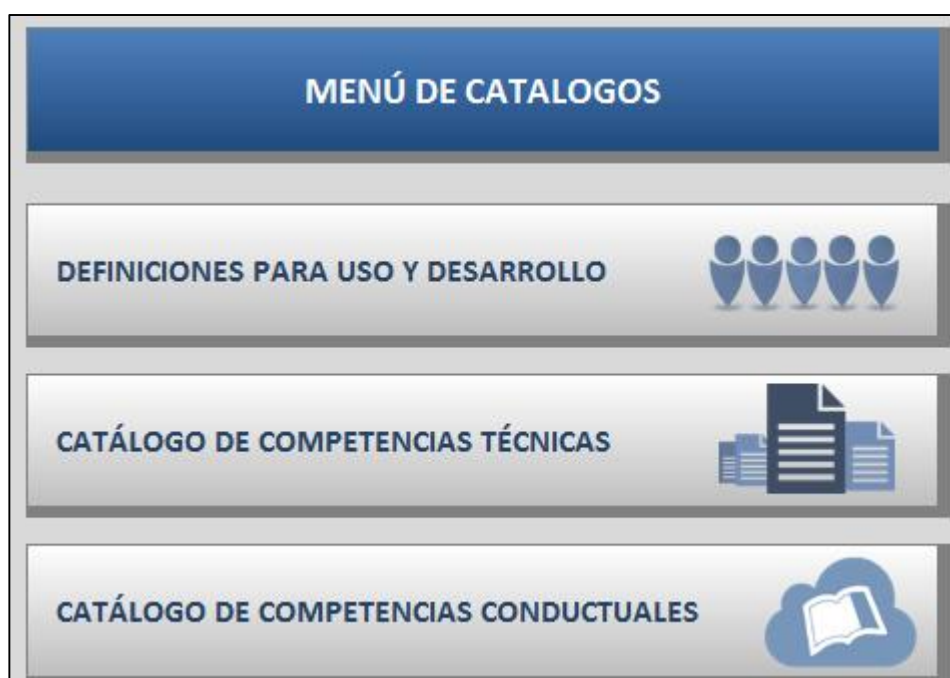 MENÚ DE CATALOGOS
DEFINICIONES PARA USO Y DESARROLLO
CATÁLOGO DE COMPETENCIAS TÉCNICAS
CATÁLOGO DE COMPETENCIAS CONDUCTUALES